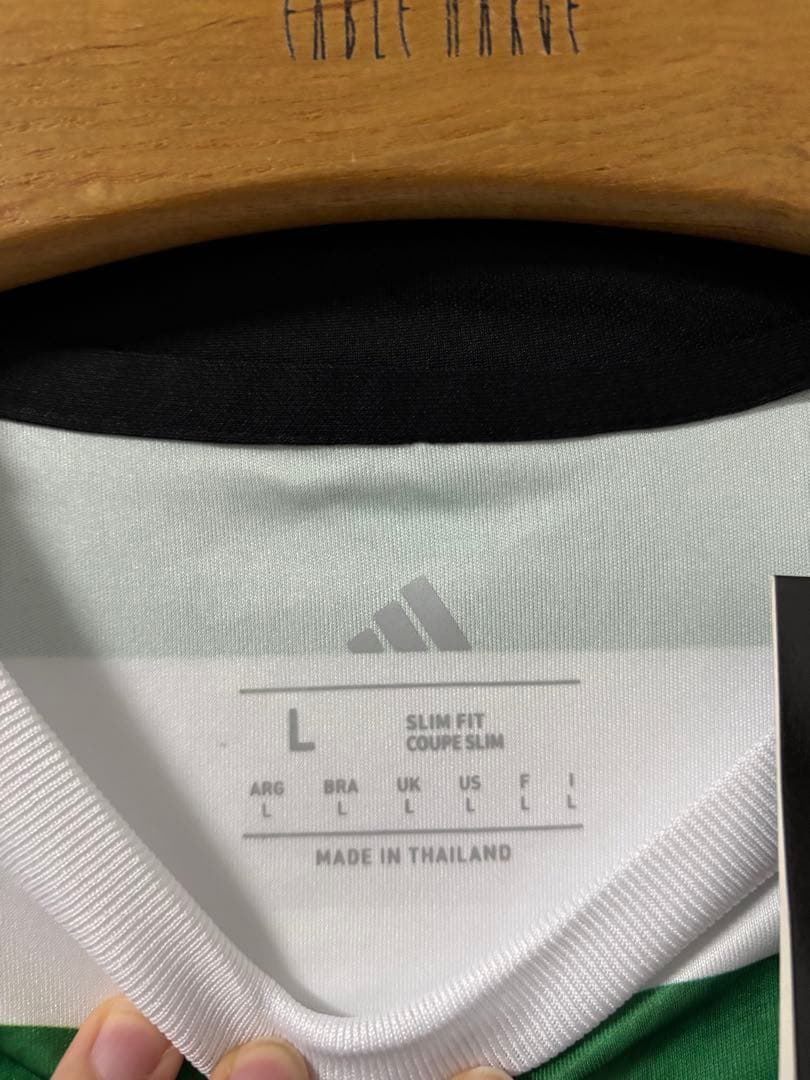 L
SLIM FIT
COUPE SLIM
ARG BRA UK US F I
L L L L L L
MADE IN THAILAND